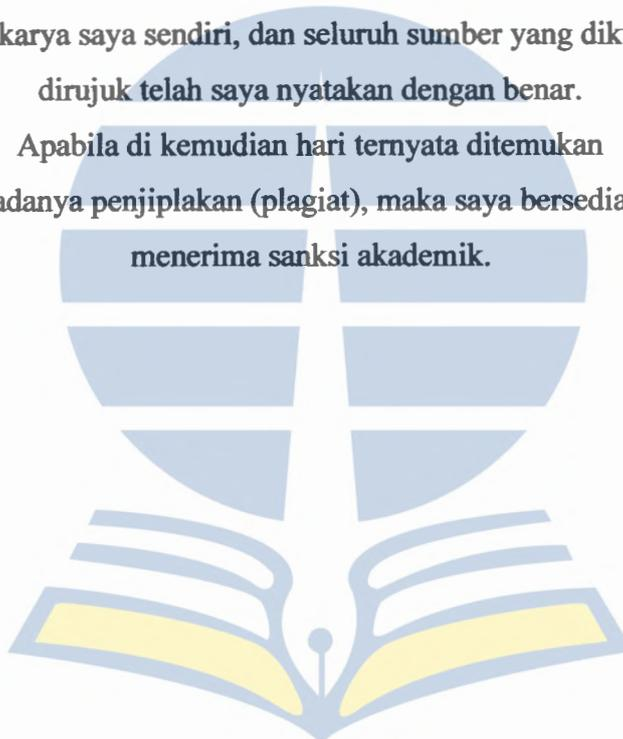 karya saya sendiri, dan seluruh sumber yang
dirujuk telah saya nyatakan dengan benar.
Apabila di kemudian hari ternyata ditemukan
adanya penjiplakan (plagiat), maka saya bersedia
menerima sanksi akademik.